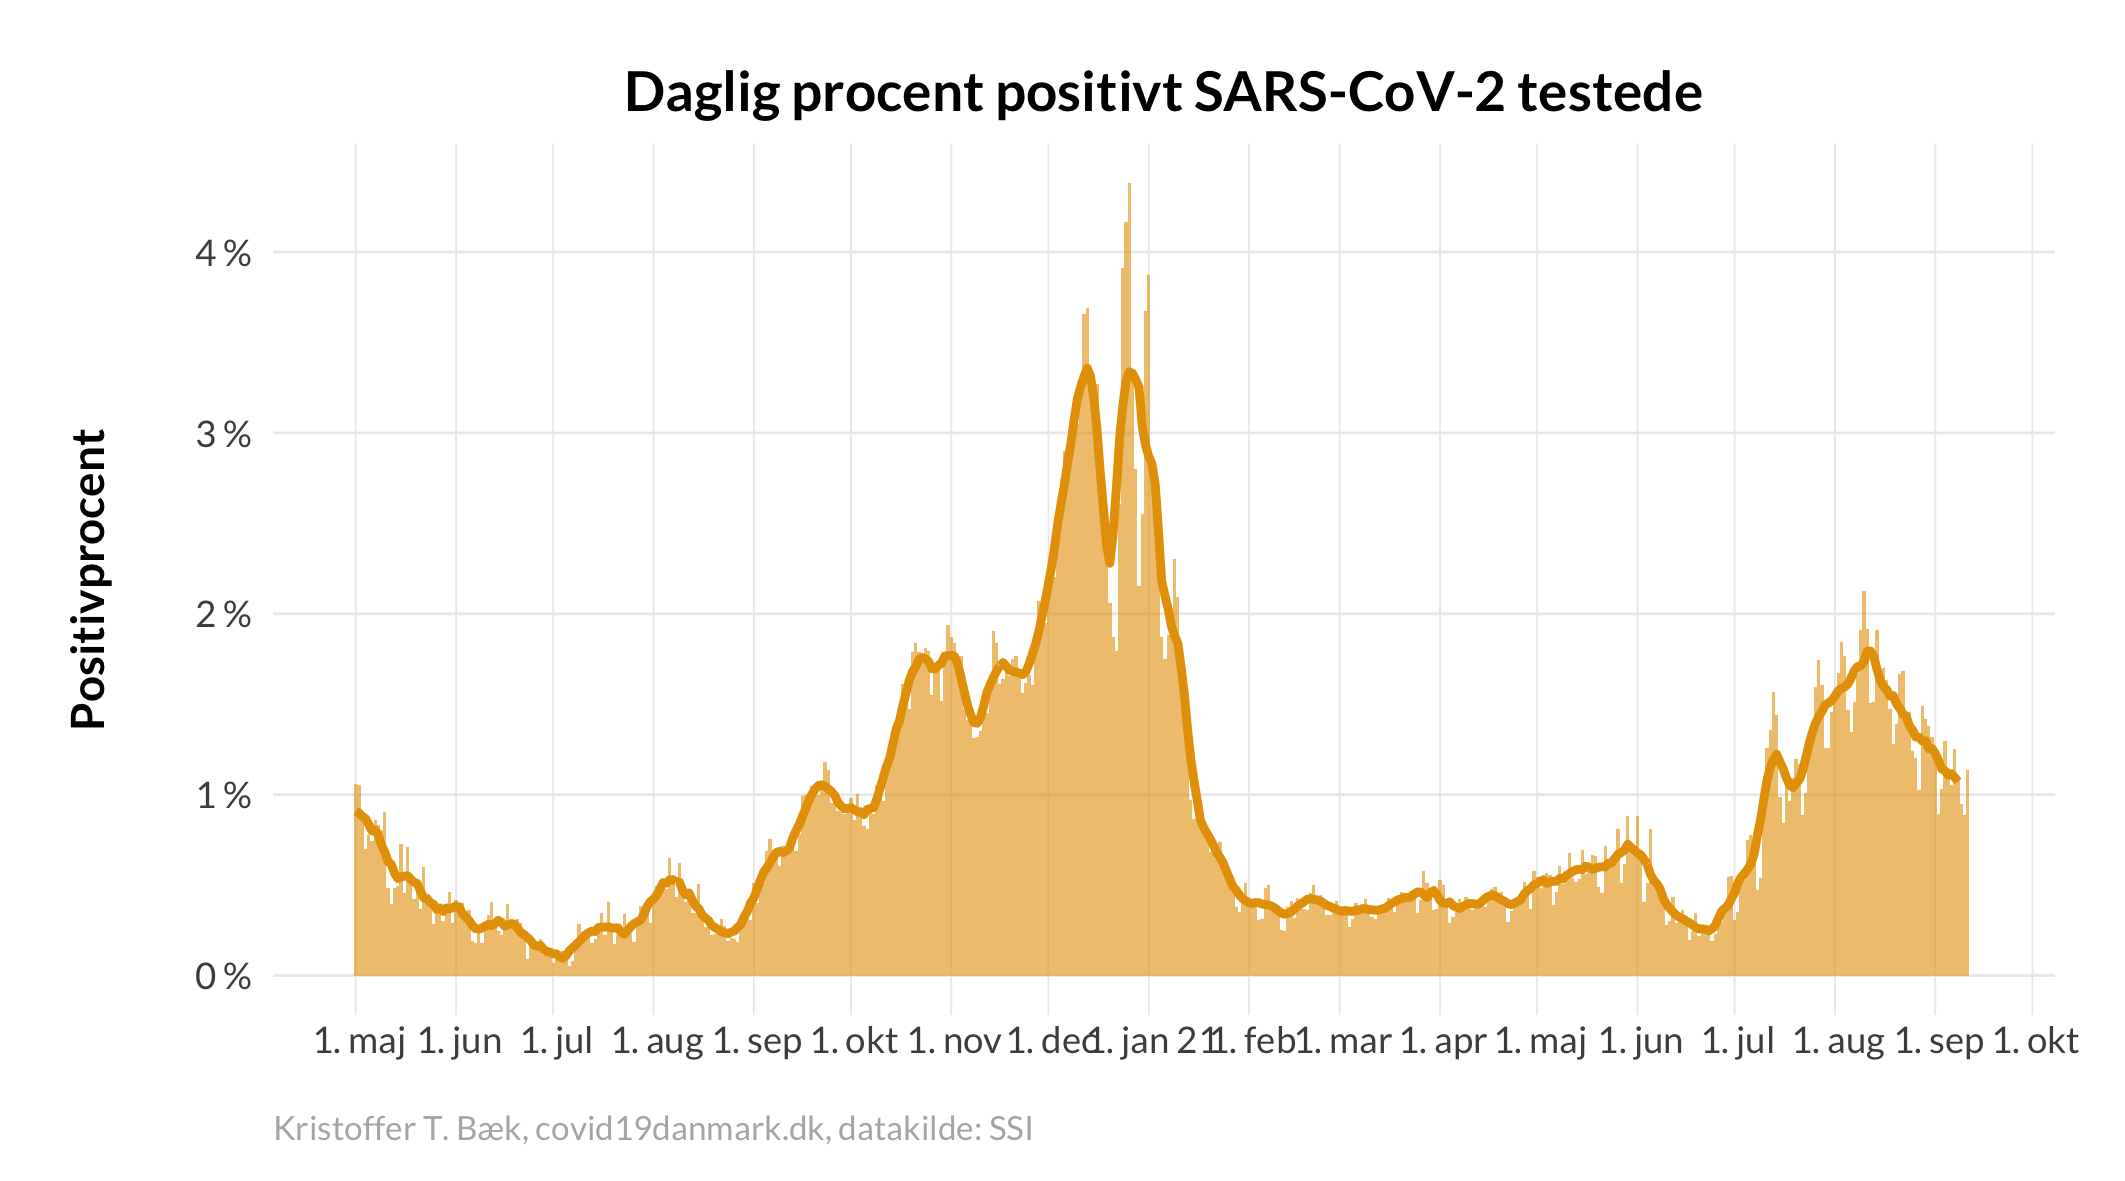 Daglig procent positivt SARS-CoV-2 testede
Positivprocent
4 %
3 %
2 %
1 %
0 %
1. maj 1. jun 1. jul 1. aug 1. sep 1. okt 1. nov 1. dec 1. jan 21 1. feb 1. mar 1. apr 1. maj 1. jun 1. jul 1. aug 1. sep 1. okt
Kristoffer T. Bæk, covid19danmark.dk, datakilde: SSI